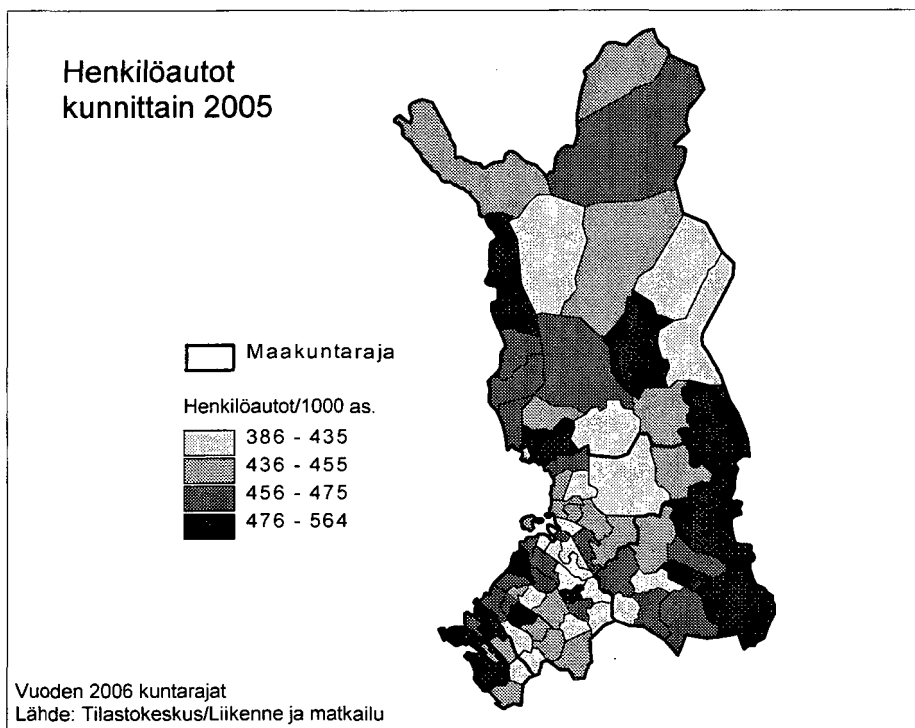 Henkilöautot
kunnittain 2005
Maakuntaraja
Henkilöautot/1000 as.
386 - 435
436 - 455
456 - 475
476 - 564
Vuoden 2006 kuntarajat
Lähde: Tilastokeskus/Liikenne ja matkailu